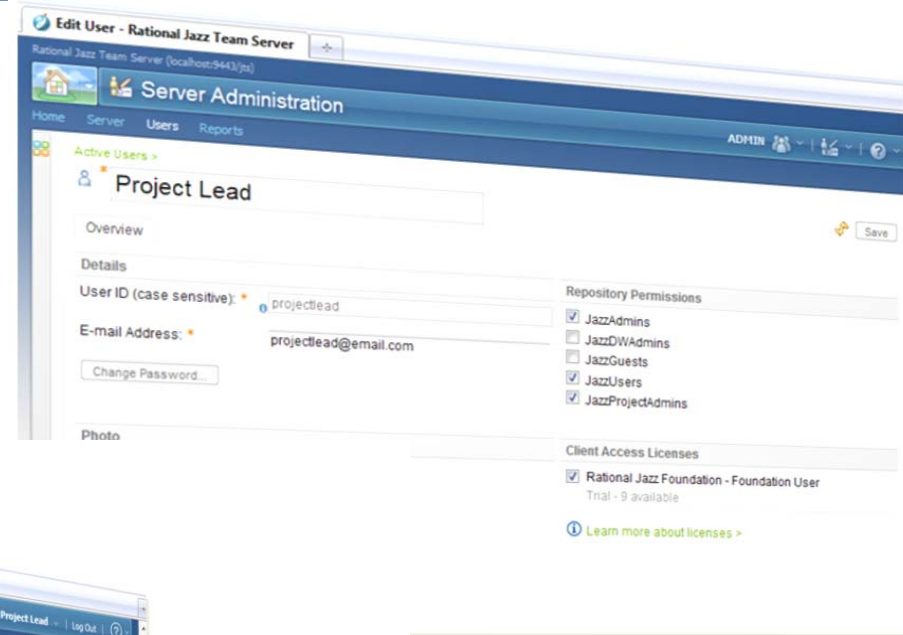 Edit User - Rational Jazz Team Server
Rational Jazz Team Server (localhost:9443/jts)
Server Administration
Home Server Users Reports
ADMIN
Active Users >
* Project Lead
Save
Overview
Details
User ID (case sensitive): * projectlead
E-mail Address: * projectlead@email.com
Change Password...
Repository Permissions
JazzAdmins
JazzDWAdmins
JazzGuests
JazzUsers
JazzProjectAdmins
Photo
Client Access Licenses
Rational Jazz Foundation - Foundation User
Trial - 9 available
Learn more about licenses >
Project Lead | Log Out |